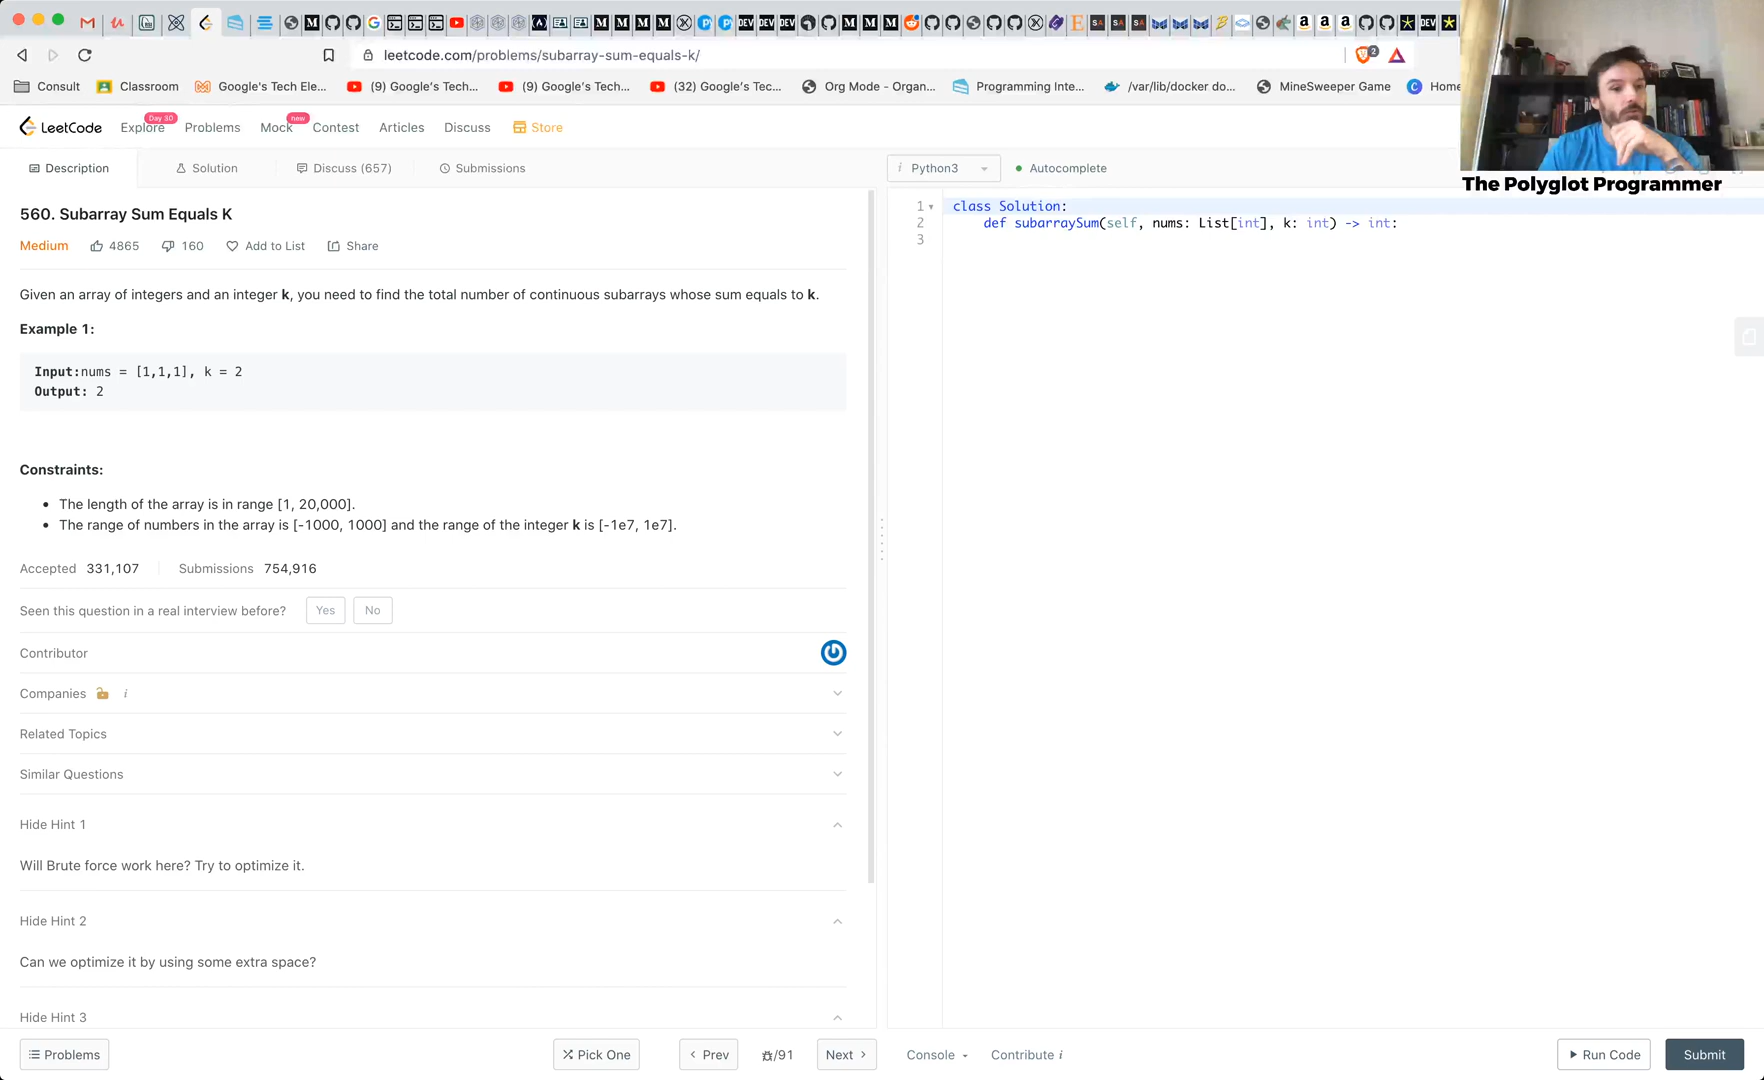 leetcode.com/problems/subarray-sum-equals-k/
2
Consult
Classroom
Google's Tech Ele...
(9) Google's Tech...
(9) Google's Tec...
(32) Google's Tec...
Org Mode - Organ...
Programming Inte...
/var/lib/docker do...
MineSweeper Game
Home
LeetCode
Explore
Day 30
Problems
Mock
new
Contest
Articles
Discuss
Store
Description
Solution
Discuss (657)
Submissions
i Python3
Autocomplete
The Polyglot Programmer
560. Subarray Sum Equals K
Medium 4865 160 Add to List Share
Given an array of integers and an integer k, you need to find the total number of continuous subarrays whose sum equals to k.
Example 1:
Input:nums = [1,1,1], k = 2
Output: 2
Constraints:
The length of the array is in range [1, 20,000].
The range of numbers in the array is [-1000, 1000] and the range of the integer k is [-1e7, 1e7].
Accepted 331,107 Submissions 754,916
Seen this question in a real interview before? Yes No
Contributor
Companies i
Related Topics
Similar Questions
Hide Hint 1
Will Brute force work here? Try to optimize it.
Hide Hint 2
Can we optimize it by using some extra space?
Hide Hint 3
1 class Solution:
2 def subarraySum(self, nums: List[int], k: int) -> int:
3
Problems
Pick One
Prev
/91
Next
Console
Contribute i
Run Code
Submit